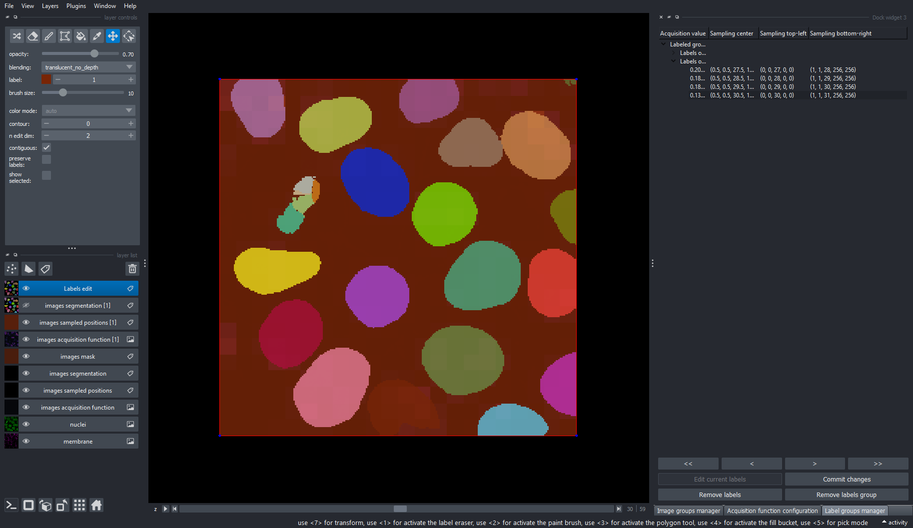 File View Layers Plugins Window Help
layer controls
opacity: 0.70
blending: translucent_no_depth
label: − 1 +
brush size: 10
color mode: auto
contour: − 0 +
n edit dim: − 2 +
contiguous:
preserve
labels:
show
selected:
layer list
Labels edit
images segmentation [1]
images sampled positions [1]
images acquisition function [1]
images mask
images segmentation
images sampled positions
images acquisition function
nuclei
membrane
z 30 59
Dock widget 3
Acquisition value Sampling center Sampling top-left Sampling bottom-right
Labeled gro...
Labels o...
Labels o...
0.20... (0.5, 0.5, 27.5, 1... (0, 0, 27, 0, 0) (1, 1, 28, 256, 256)
0.18... (0.5, 0.5, 28.5, 1... (0, 0, 28, 0, 0) (1, 1, 29, 256, 256)
0.18... (0.5, 0.5, 29.5, 1... (0, 0, 29, 0, 0) (1, 1, 30, 256, 256)
0.13... (0.5, 0.5, 30.5, 1... (0, 0, 30, 0, 0) (1, 1, 31, 256, 256)
<< < > >>
Edit current labels Commit changes
Remove labels Remove labels group
Image groups manager Acquisition function configuration Label groups manager
use <7> for transform, use <1> for activate the label eraser, use <2> for activate the paint brush, use <3> for activate the polygon tool, use <4> for activate the fill bucket, use <5> for pick mode activity